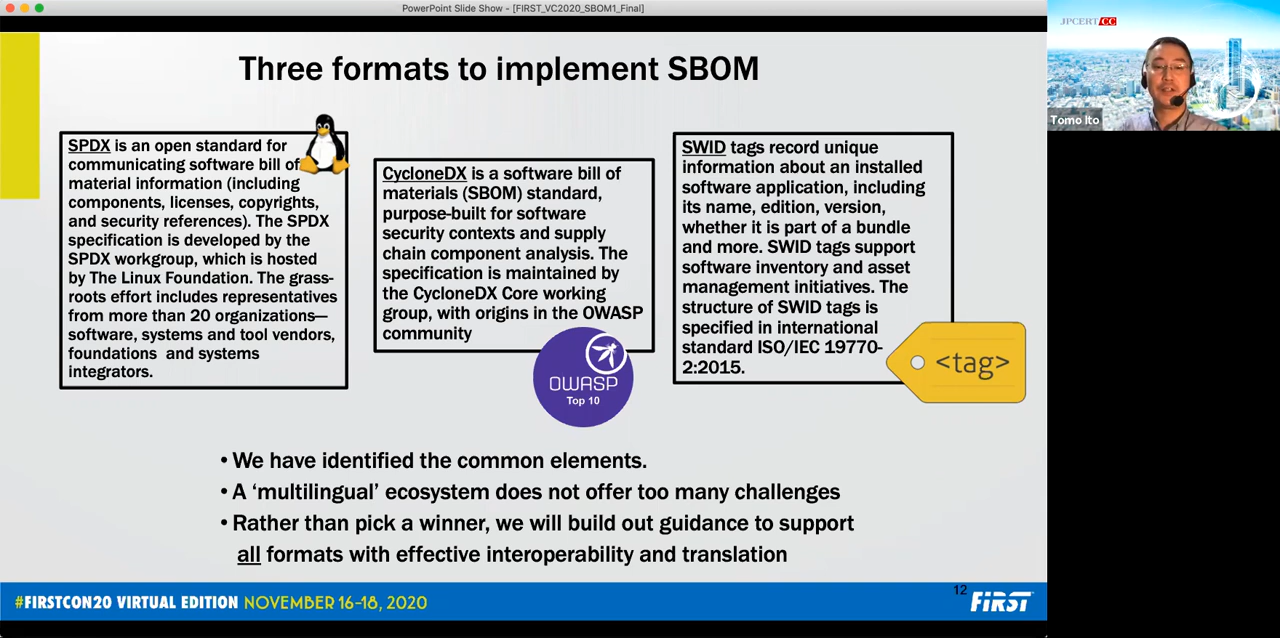 PowerPoint Slide Show - [FIRST_VC2020_SBOM1_Final]
JPCERT CC
Tomo Ito
Three formats to implement SBOM
SPDX is an open standard for
communicating software bill of
material information (including
components, licenses, copyrights,
and security references). The SPDX
specification is developed by the
SPDX workgroup, which is hosted
by The Linux Foundation. The grass-
roots effort includes representatives
from more than 20 organizations—
software, systems and tool vendors,
foundations  and systems
integrators.
CycloneDX is a software bill of
materials (SBOM) standard,
purpose-built for software
security contexts and supply
chain component analysis. The
specification is maintained by
the CycloneDX Core working
group, with origins in the OWASP
community
OWASP
Top 10
SWID tags record unique
information about an installed
software application, including
its name, edition, version,
whether it is part of a bundle
and more. SWID tags support
software inventory and asset
management initiatives. The
structure of SWID tags is
specified in international
standard ISO/IEC 19770-
2:2015.
<tag>
• We have identified the common elements.
• A ‘multilingual’ ecosystem does not offer too many challenges
• Rather than pick a winner, we will build out guidance to support
all formats with effective interoperability and translation
#FIRSTCON20 VIRTUAL EDITION NOVEMBER 16-18, 2020
12
FIRST